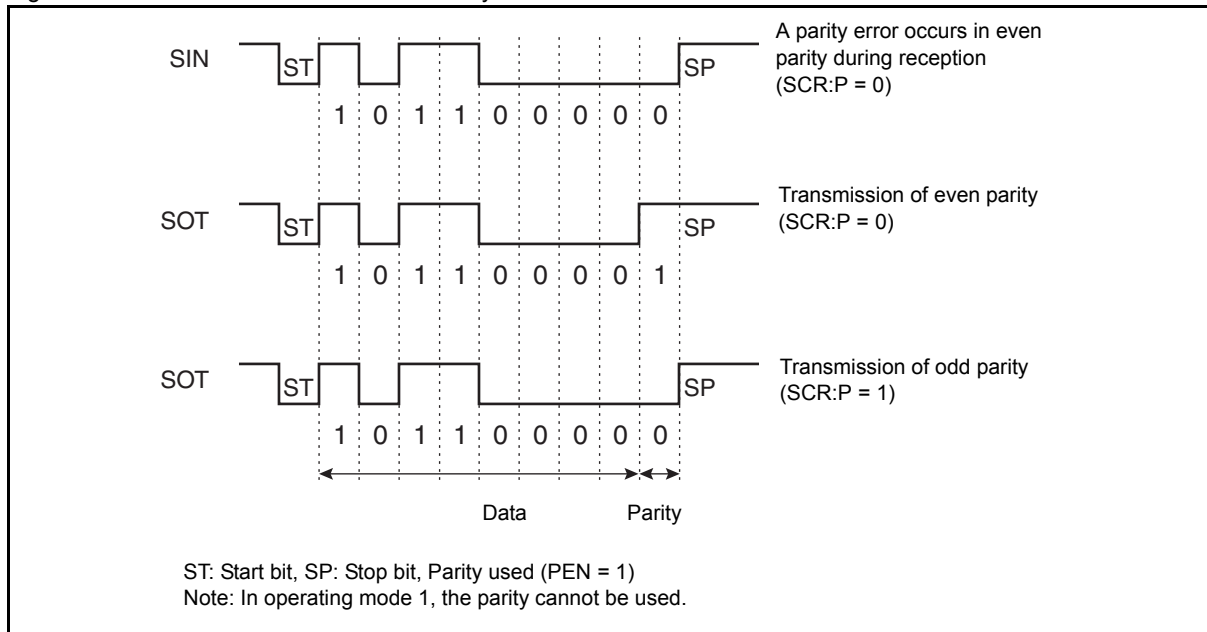 SIN
ST
SP
A parity error occurs in even
parity during reception
(SCR:P = 0)
1 0 1 1 0 0 0 0 0
SOT
ST
SP
Transmission of even parity
(SCR:P = 0)
1 0 1 1 0 0 0 0 1
SOT
ST
SP
Transmission of odd parity
(SCR:P = 1)
1 0 1 1 0 0 0 0 0
Data Parity
ST: Start bit, SP: Stop bit, Parity used (PEN = 1)
Note: In operating mode 1, the parity cannot be used.